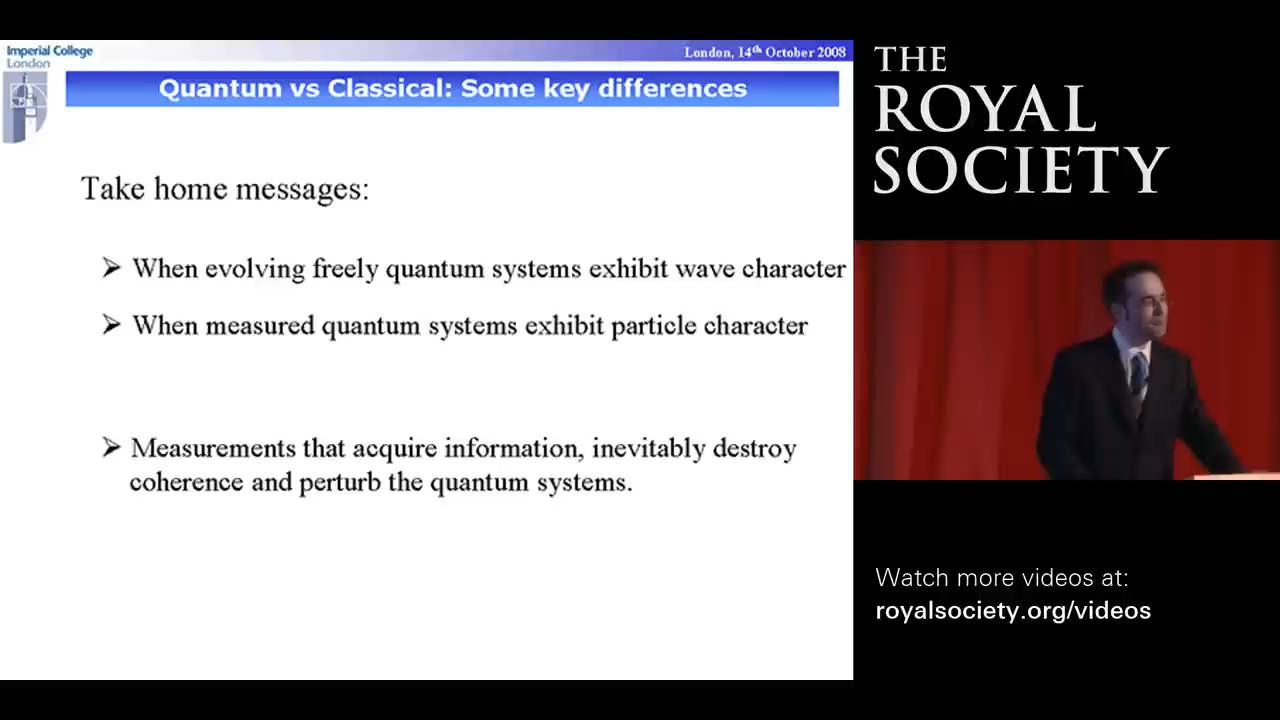 Imperial College
London
London, 14th October 2008
Quantum vs Classical: Some key differences
Take home messages:
➢ When evolving freely quantum systems exhibit wave character
➢ When measured quantum systems exhibit particle character
➢ Measurements that acquire information, inevitably destroy
coherence and perturb the quantum systems.
THE
ROYAL
SOCIETY
Watch more videos at:
royalsociety.org/videos